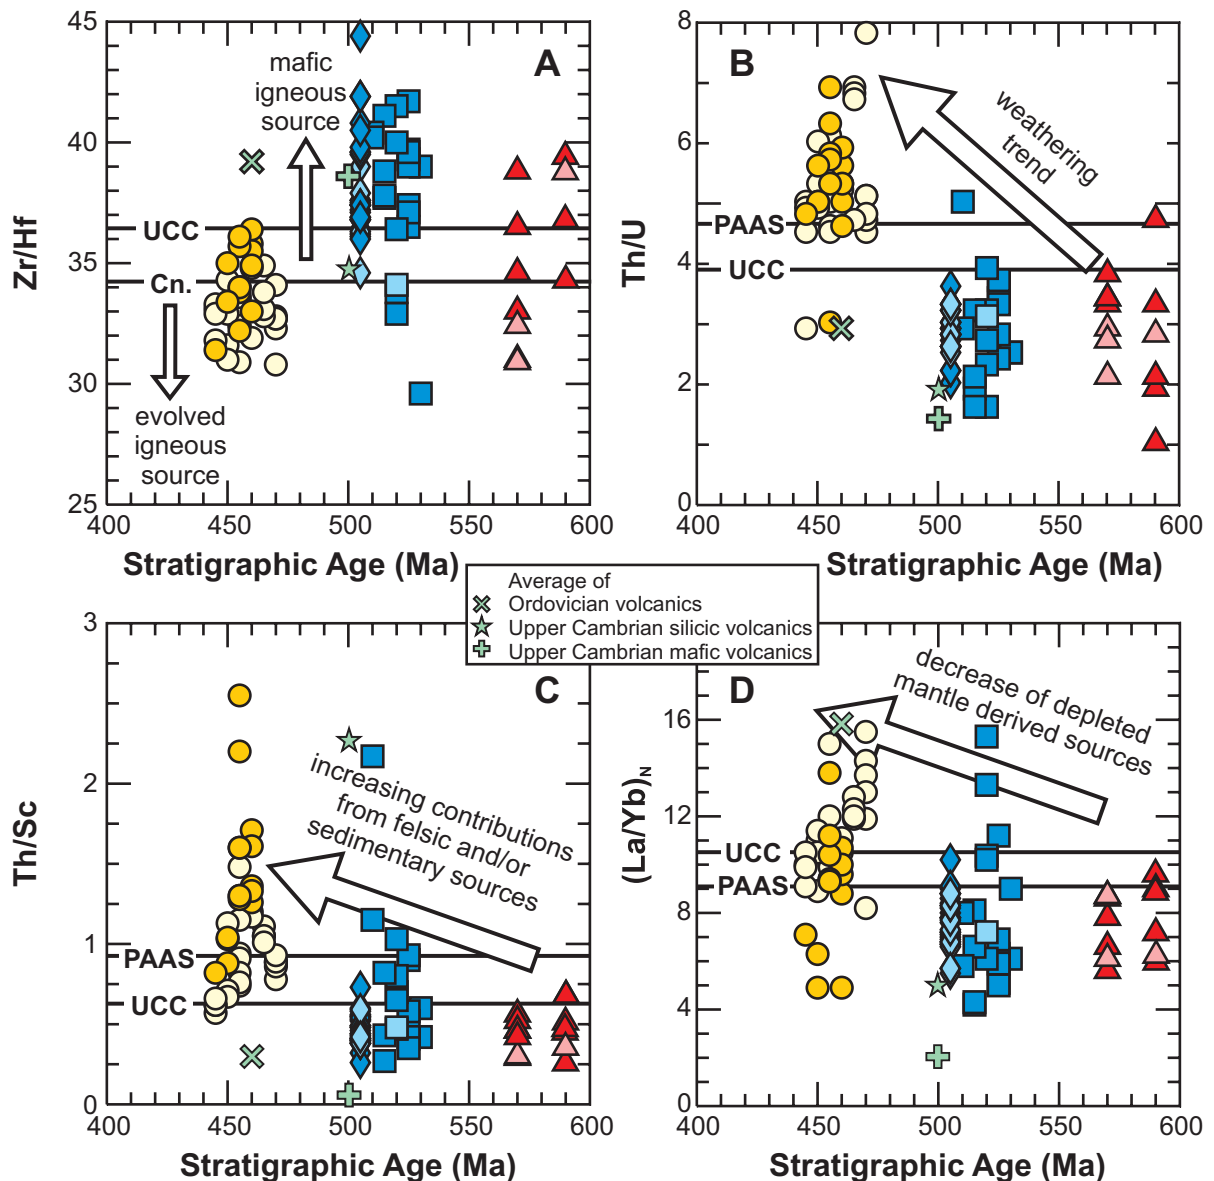 A
45
40
35
30
25
Zr/Hf
mafic
igneous
source
UCC
Cn.
evolved
igneous
source
400
450
500
550
600
Stratigraphic Age (Ma)
B
8
6
4
2
0
Th/U
weathering
trend
PAAS
UCC
400
450
500
550
600
Stratigraphic Age (Ma)
Average of
Ordovician volcanics
Upper Cambrian silicic volcanics
Upper Cambrian mafic volcanics
C
3
2
1
0
Th/Sc
increasing contributions
from felsic and/or
sedimentary sources
PAAS
UCC
400
450
500
550
600
Stratigraphic Age (Ma)
D
16
12
8
4
0
(La/Yb)N
decrease of depleted
mantle derived sources
UCC
PAAS
400
450
500
550
600
Stratigraphic Age (Ma)